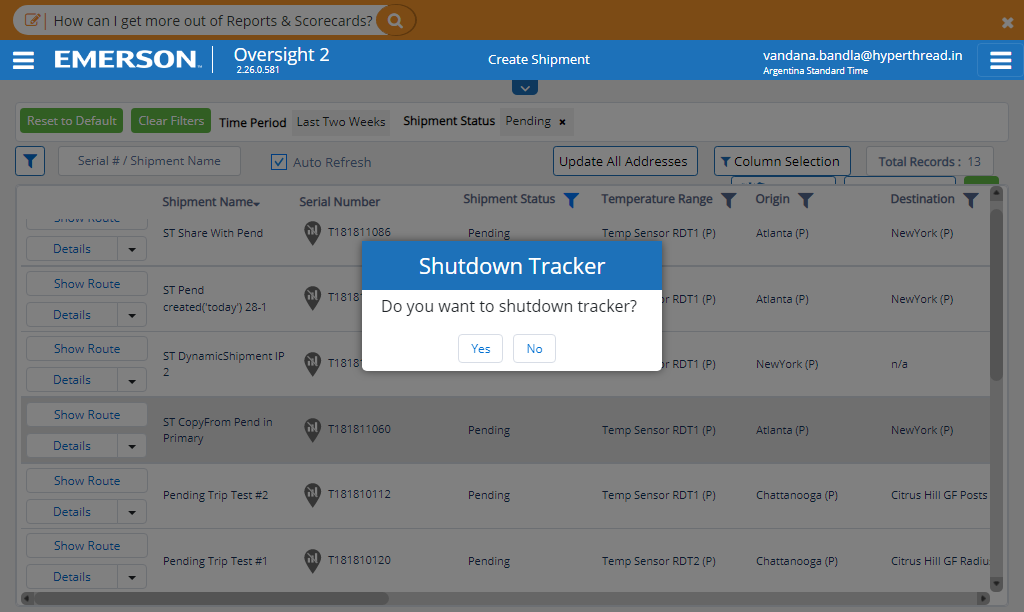 How can I get more out of Reports & Scorecards?
EMERSON
Oversight 2
2.26.0.581
Create Shipment
vandana.bandla@hyperthread.in
Argentina Standard Time
Reset to Default
Clear Filters
Time Period
Last Two Weeks
Shipment Status
Pending ×
Serial # / Shipment Name
Auto Refresh
Update All Addresses
Column Selection
Total Records : 13
Shipment Name
Serial Number
Shipment Status
Temperature Range
Origin
Destination
Show Route
Details
ST Share With Pend
T181811086
Pending
Temp Sensor RDT1 (P)
Atlanta (P)
NewYork (P)
Show Route
Details
ST Pend
created('today') 28-1
Atlanta (P)
NewYork (P)
Show Route
Details
ST DynamicShipment IP
2
NewYork (P)
n/a
Show Route
Details
ST CopyFrom Pend in
Primary
T181811060
Pending
Temp Sensor RDT1 (P)
Atlanta (P)
NewYork (P)
Show Route
Details
Pending Trip Test #2
T181810112
Pending
Temp Sensor RDT1 (P)
Chattanooga (P)
Citrus Hill GF Posts
Show Route
Details
Pending Trip Test #1
T181810120
Pending
Temp Sensor RDT2 (P)
Chattanooga (P)
Citrus Hill GF Radiu
Shutdown Tracker
Do you want to shutdown tracker?
Yes
No